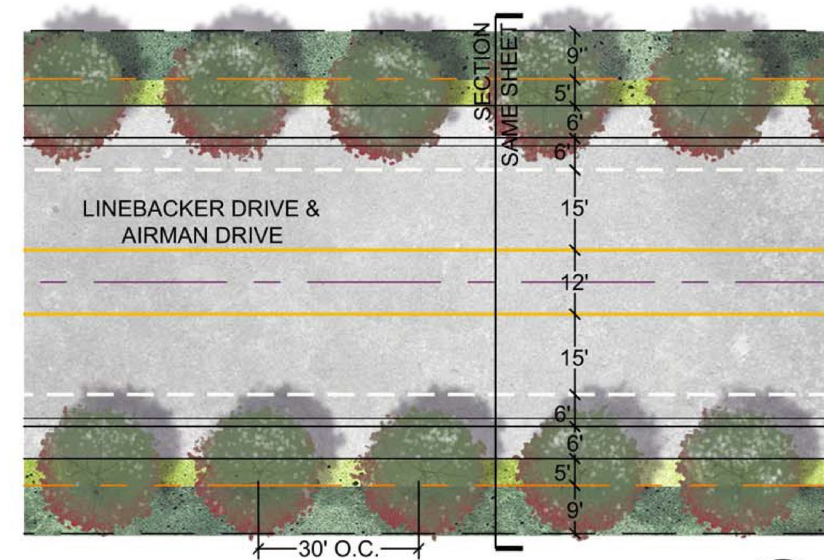 SECTION
SAME SHEET
9'
5'
6'
6'
LINEBACKER DRIVE &
AIRMAN DRIVE
15'
12'
15'
6'
6'
5'
9'
30' O.C.